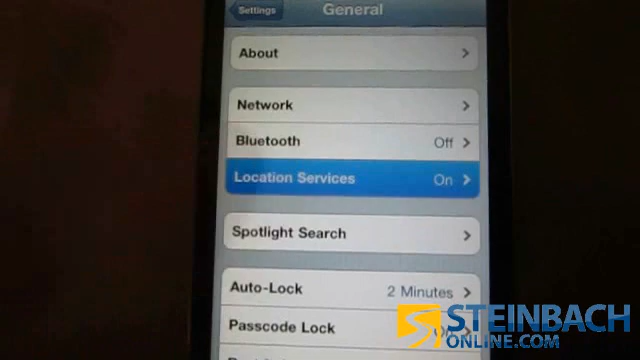 Settings
General
About
Network
Bluetooth Off
Location Services On
Spotlight Search
Auto-Lock 2 Minutes
Passcode Lock
STEINBACH
ONLINE.COM